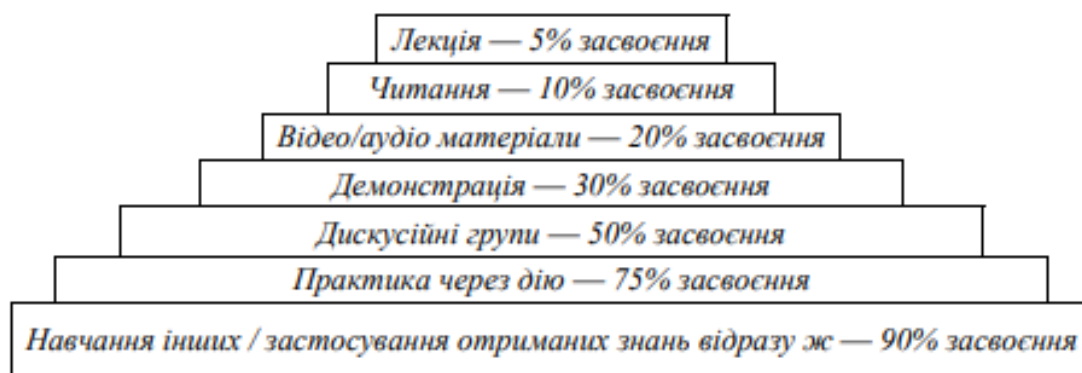 Лекція — 5% засвоєння
Читання — 10% засвоєння
Відео/аудіо матеріали — 20% засвоєння
Демонстрація — 30% засвоєння
Дискусійні групи — 50% засвоєння
Практика через дію — 75% засвоєння
Навчання інших / застосування отриманих знань відразу ж — 90% засвоєння